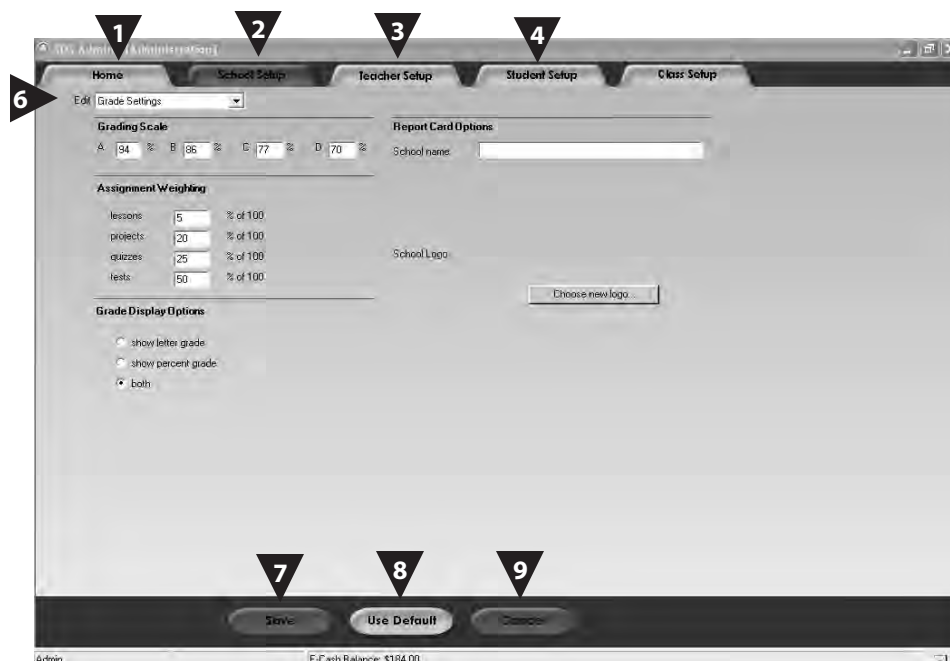 1 2 3 4
Home School Setup Teacher Setup Student Setup Class Setup
6 Edit Grade Settings
Grading Scale
A 94 % B 86 % C 77 % D 70 %
Assignment Weighting
lessons 5 % of 100
projects 20 % of 100
quizzes 25 % of 100
tests 50 % of 100
Grade Display Options
show letter grade
show percent grade
both
Report Card Options
School name
School Logo
Choose new logo...
7 8 9
Save Use Default Cancel
Admin E-Cash Balance: $184.00